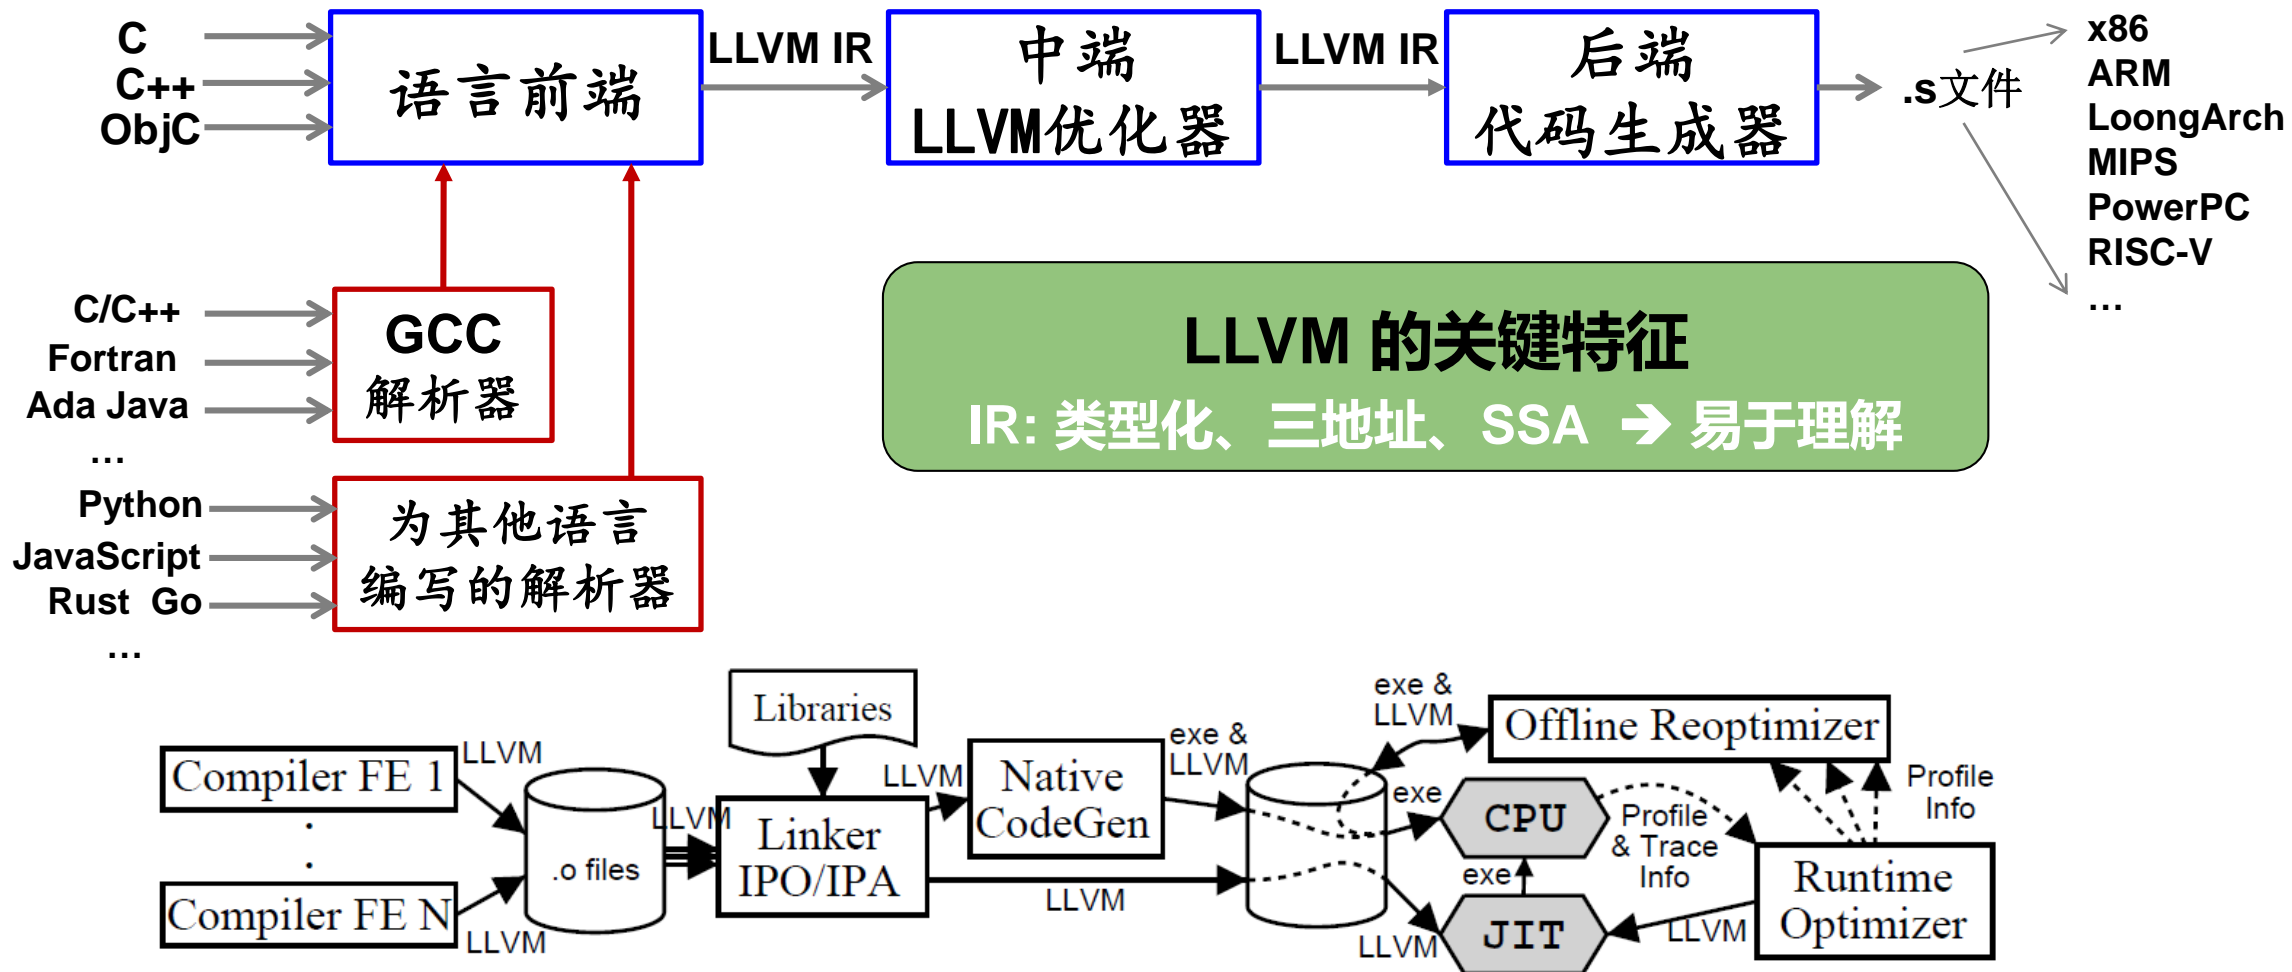 C
C++
ObjC
语言前端
LLVM IR
中端
LLVM优化器
LLVM IR
后端
代码生成器
.s文件
x86
ARM
LoongArch
MIPS
PowerPC
RISC-V
…
C/C++
Fortran
Ada Java
…
GCC
解析器
Python
JavaScript
Rust Go
…
为其他语言
编写的解析器
LLVM 的关键特征
IR: 类型化、三地址、SSA ➔ 易于理解
Compiler FE 1
.
.
Compiler FE N
LLVM
LLVM
.o files
LLVM
Libraries
Linker
IPO/IPA
LLVM
Native
CodeGen
exe &
LLVM
LLVM
exe &
LLVM
Offline Reoptimizer
exe
CPU
Profile
& Trace
Info
Profile
Info
exe
LLVM
JIT
LLVM
Runtime
Optimizer